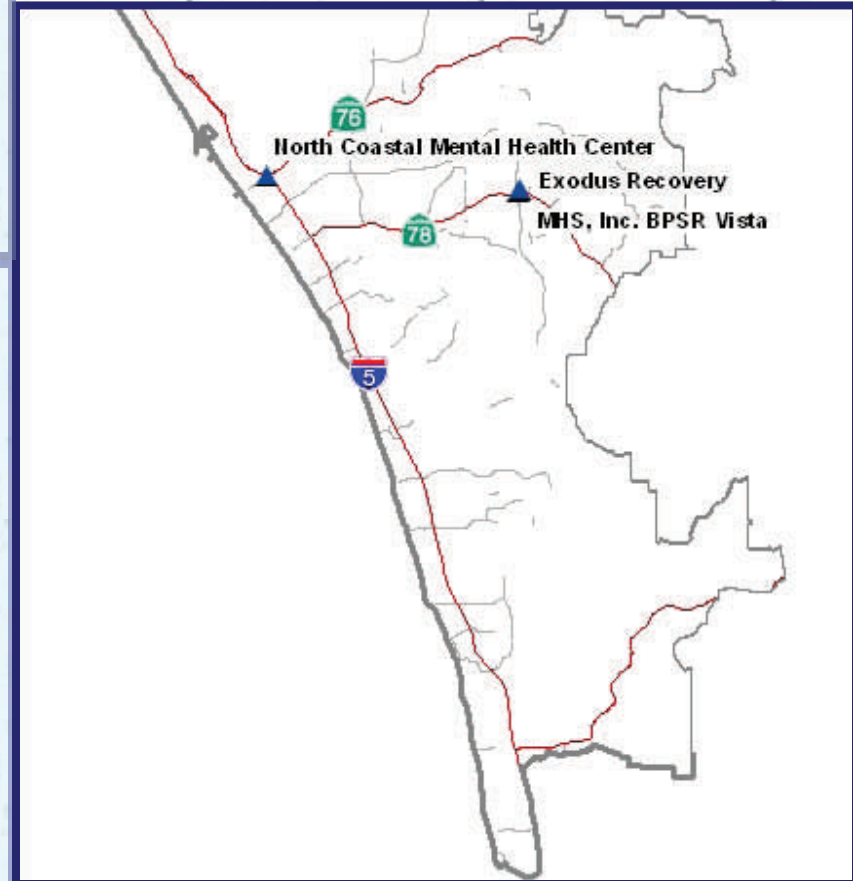 76
North Coastal Mental Health Center
Exodus Recovery
MHS, Inc. BPSR Vista
78
5